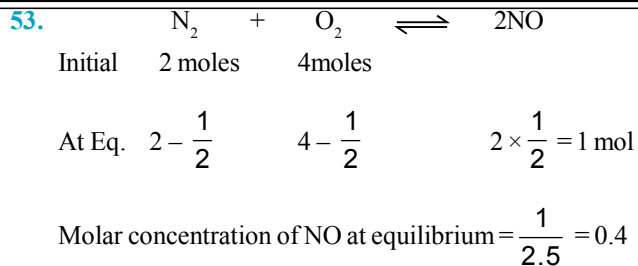 53. N₂ + O₂ ⇌ 2NO
Initial 2 moles 4moles
At Eq. 2 – 1/2 4 – 1/2 2 × 1/2 = 1 mol
Molar concentration of NO at equilibrium = 1/2.5 = 0.4